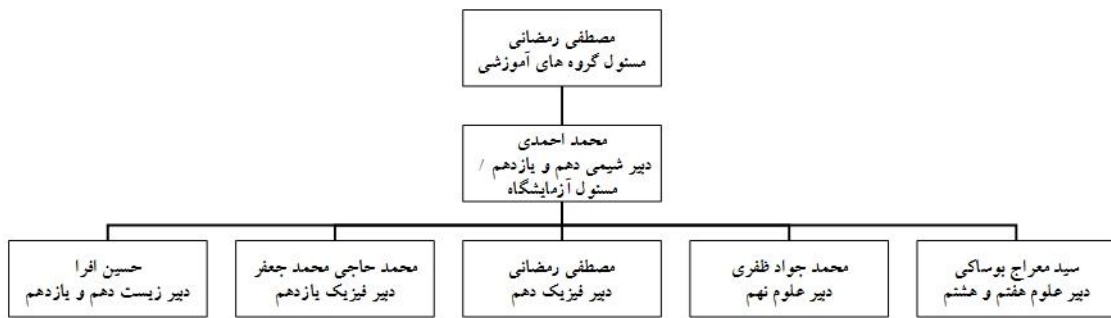 مصطفی رمضانی
مسئول گروه های آموزشی
محمد احمدی
دبیر شیمی دهم و یازدهم /
مسئول آزمایشگاه
سید معراج بوساکی
دبیر علوم هفتم و هشتم
محمد جواد ظفری
دبیر علوم نهم
مصطفی رمضانی
دبیر فیزیک دهم
محمد حاجی محمد جعفر
دبیر فیزیک یازدهم
حسین افرا
دبیر زیست دهم و یازدهم